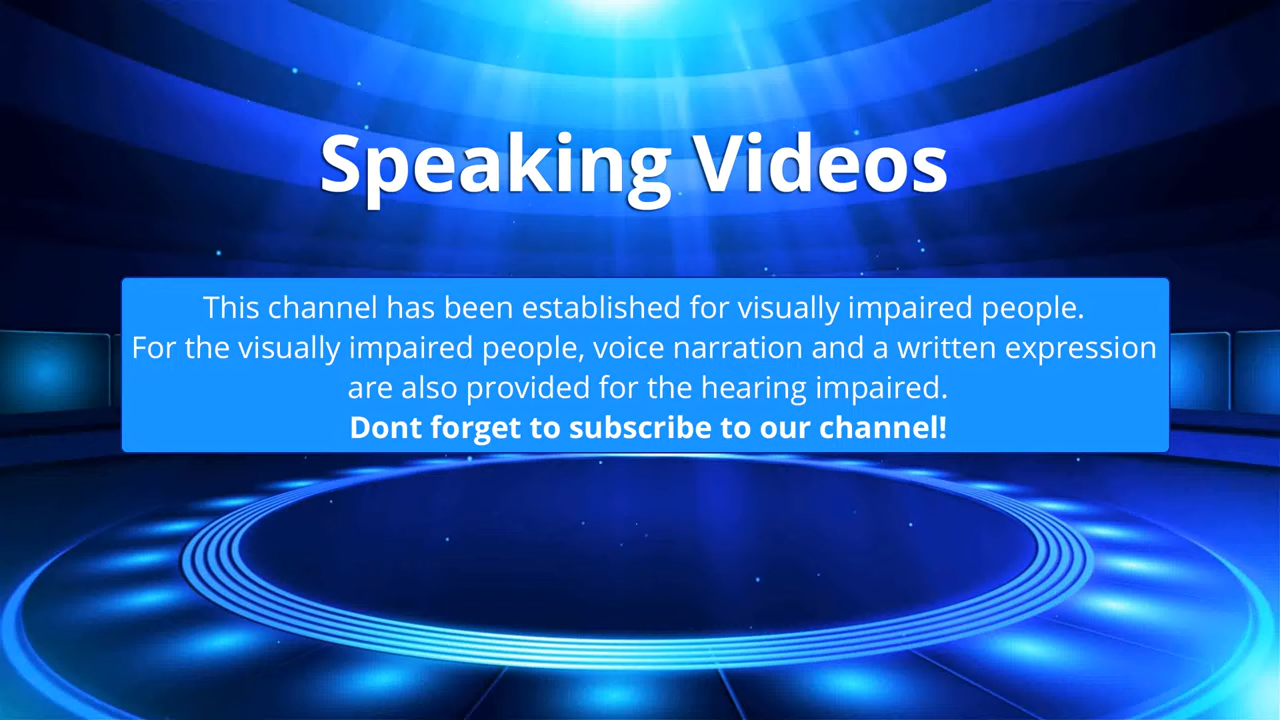 Speaking Videos
This channel has been established for visually impaired people.
For the visually impaired people, voice narration and a written expression
are also provided for the hearing impaired.
Dont forget to subscribe to our channel!